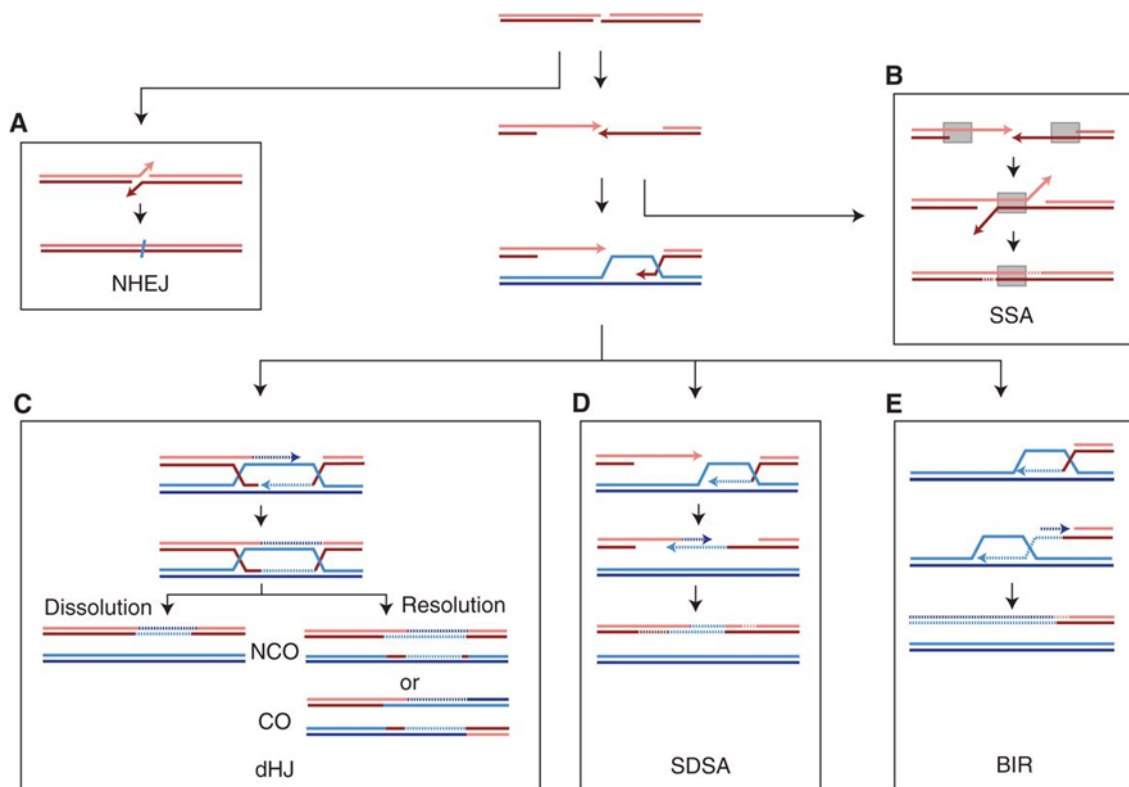 A
NHEJ
B
SSA
C
Dissolution
Resolution
NCO
or
CO
dHJ
D
SDSA
E
BIR